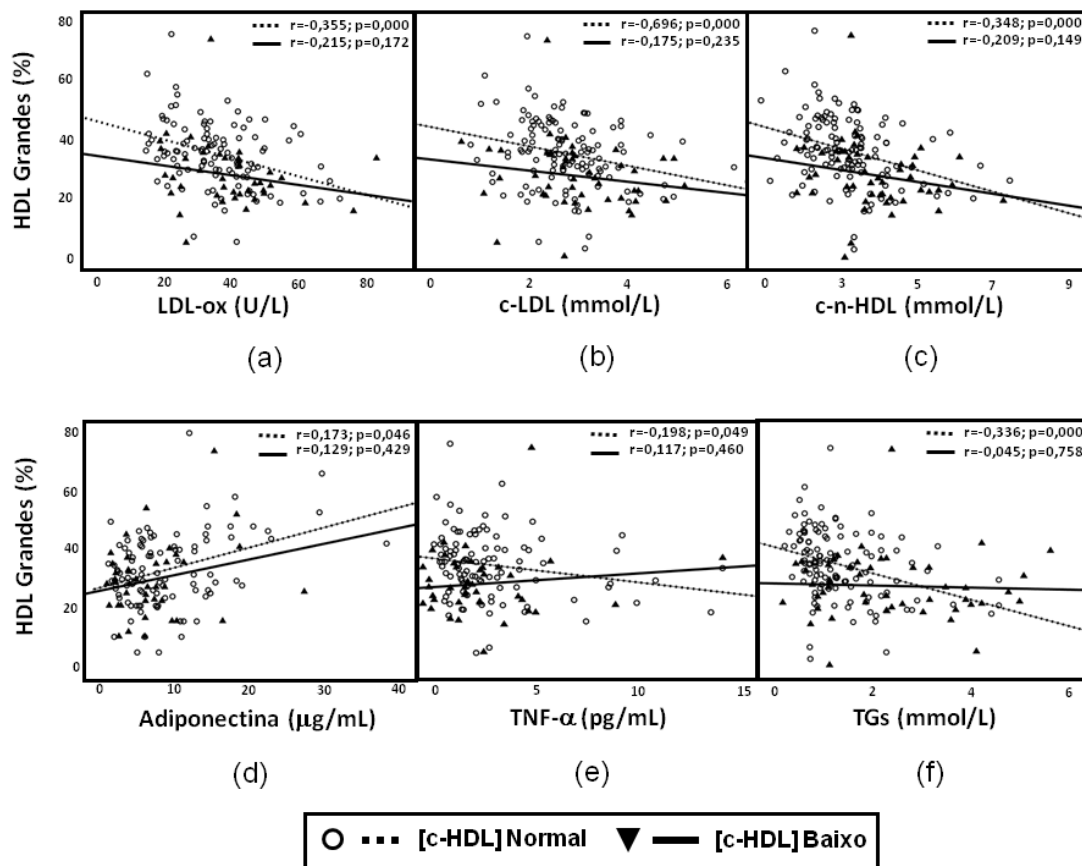 80
60
40
20
0
HDL Grandes (%)
r=-0,355; p=0,000
r=-0,215; p=0,172
0 20 40 60 80
LDL-ox (U/L)
(a)
r=-0,696; p=0,000
r=-0,175; p=0,235
0 2 4 6
c-LDL (mmol/L)
(b)
r=-0,348; p=0,000
r=-0,209; p=0,149
0 3 5 7 9
c-n-HDL (mmol/L)
(c)
80
60
40
20
0
HDL Grandes (%)
r=0,173; p=0,046
r=0,129; p=0,429
0 10 20 30 40
Adiponectina (μg/mL)
(d)
r=-0,198; p=0,049
r=0,117; p=0,460
0 5 10 15
TNF-α (pg/mL)
(e)
r=-0,336; p=0,000
r=-0,045; p=0,758
0 2 4 6
TGs (mmol/L)
(f)
[c-HDL] Normal
[c-HDL] Baixo